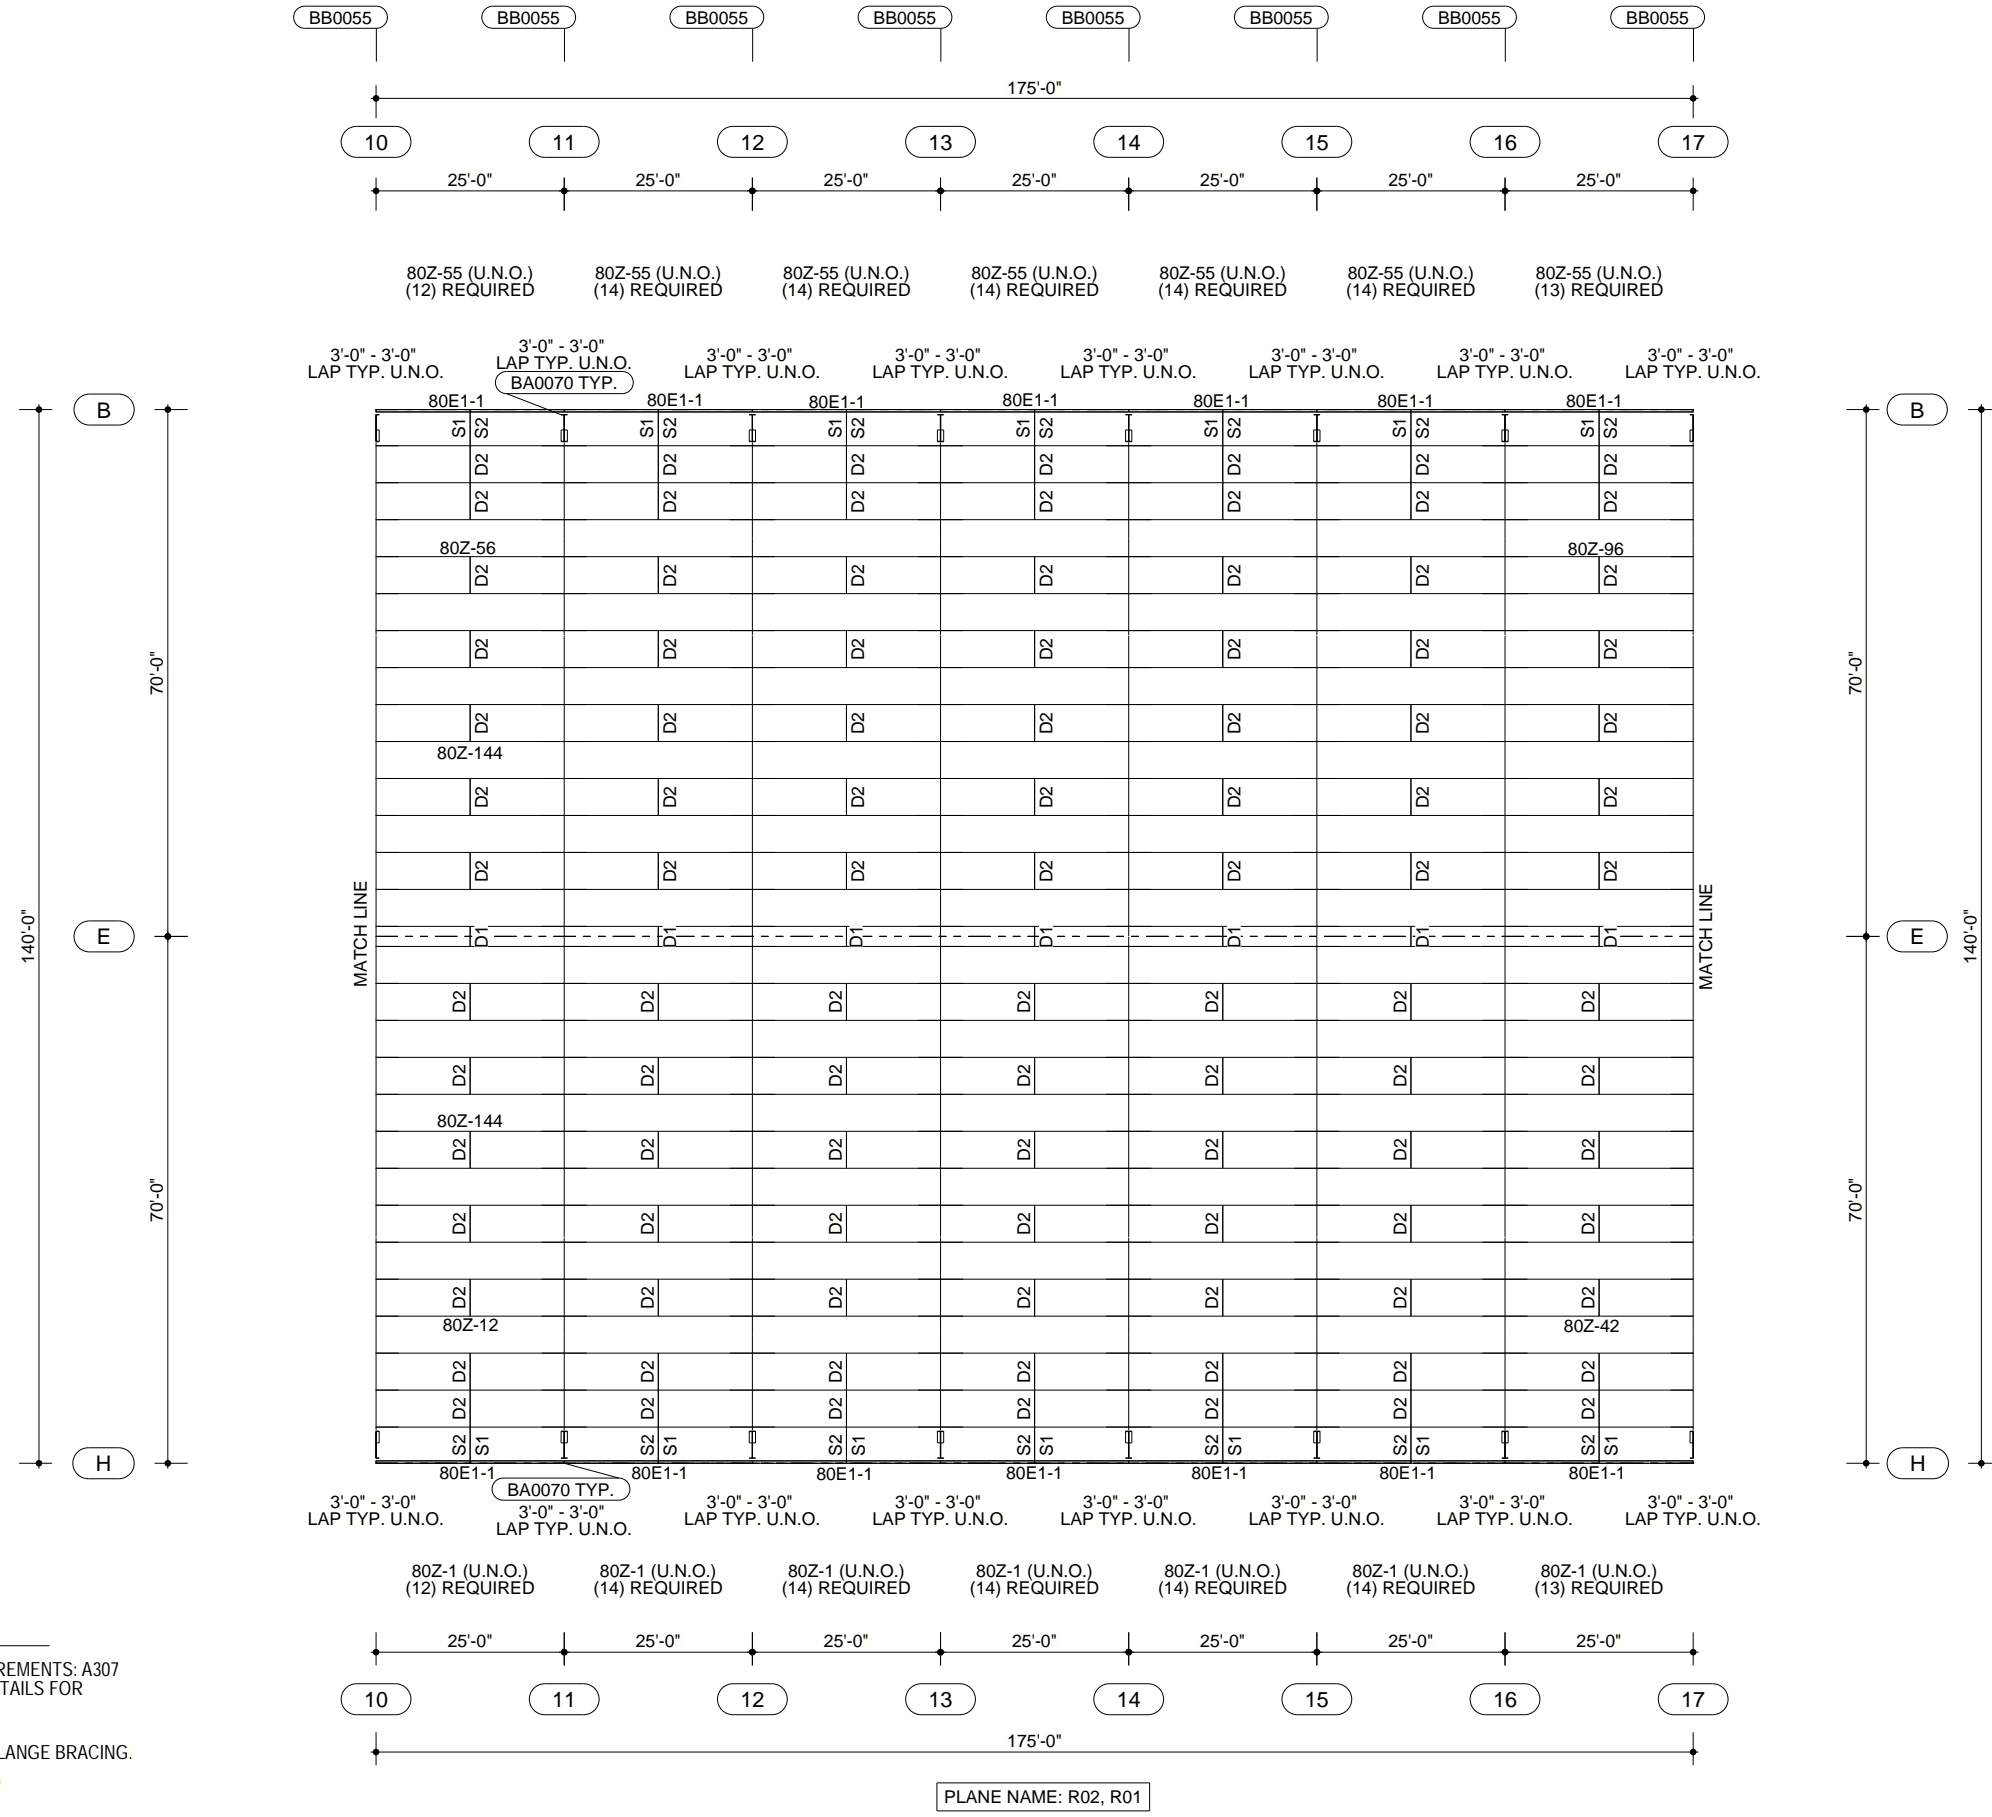 BB0055 BB0055 BB0055 BB0055 BB0055 BB0055 BB0055 BB0055
175'-0"
10 11 12 13 14 15 16 17
25'-0" 25'-0" 25'-0" 25'-0" 25'-0" 25'-0" 25'-0"
80Z-55 (U.N.O.) 80Z-55 (U.N.O.) 80Z-55 (U.N.O.) 80Z-55 (U.N.O.) 80Z-55 (U.N.O.) 80Z-55 (U.N.O.) 80Z-55 (U.N.O.)
(12) REQUIRED (14) REQUIRED (14) REQUIRED (14) REQUIRED (14) REQUIRED (14) REQUIRED (13) REQUIRED
3'-0" - 3'-0" 3'-0" - 3'-0" 3'-0" - 3'-0" 3'-0" - 3'-0" 3'-0" - 3'-0" 3'-0" - 3'-0" 3'-0" - 3'-0" 3'-0" - 3'-0"
LAP TYP. U.N.O. LAP TYP. U.N.O. LAP TYP. U.N.O. LAP TYP. U.N.O. LAP TYP. U.N.O. LAP TYP. U.N.O. LAP TYP. U.N.O. LAP TYP. U.N.O.
BA0070 TYP.
80E1-1 80E1-1 80E1-1 80E1-1 80E1-1 80E1-1 80E1-1
B B
S1 S2 S1 S2 S1 S2 S1 S2 S1 S2 S1 S2 S1 S2
D2 D2 D2 D2 D2 D2 D2
D2 D2 D2 D2 D2 D2 D2
80Z-56 80Z-96
D2 D2 D2 D2 D2 D2 D2
D2 D2 D2 D2 D2 D2 D2
70'-0" 70'-0"
D2 D2 D2 D2 D2 D2 D2
80Z-144
D2 D2 D2 D2 D2 D2 D2
D2 D2 D2 D2 D2 D2 D2
140'-0" E MATCH LINE D1 D1 D1 D1 D1 D1 D1 MATCH LINE E 140'-0"
D2 D2 D2 D2 D2 D2 D2
D2 D2 D2 D2 D2 D2 D2
80Z-144
D2 D2 D2 D2 D2 D2 D2
70'-0" 70'-0"
D2 D2 D2 D2 D2 D2 D2
D2 D2 D2 D2 D2 D2 D2
80Z-12 80Z-42
D2 D2 D2 D2 D2 D2 D2
D2 D2 D2 D2 D2 D2 D2
S2 S1 S2 S1 S2 S1 S2 S1 S2 S1 S2 S1 S2 S1
H H
80E1-1 80E1-1 80E1-1 80E1-1 80E1-1 80E1-1 80E1-1
BA0070 TYP.
3'-0" - 3'-0" 3'-0" - 3'-0" 3'-0" - 3'-0" 3'-0" - 3'-0" 3'-0" - 3'-0" 3'-0" - 3'-0" 3'-0" - 3'-0" 3'-0" - 3'-0"
LAP TYP. U.N.O. LAP TYP. U.N.O. LAP TYP. U.N.O. LAP TYP. U.N.O. LAP TYP. U.N.O. LAP TYP. U.N.O. LAP TYP. U.N.O. LAP TYP. U.N.O.
80Z-1 (U.N.O.) 80Z-1 (U.N.O.) 80Z-1 (U.N.O.) 80Z-1 (U.N.O.) 80Z-1 (U.N.O.) 80Z-1 (U.N.O.) 80Z-1 (U.N.O.)
(12) REQUIRED (14) REQUIRED (14) REQUIRED (14) REQUIRED (14) REQUIRED (14) REQUIRED (13) REQUIRED
25'-0" 25'-0" 25'-0" 25'-0" 25'-0" 25'-0" 25'-0"
REMENTS: A307
TAILS FOR
10 11 12 13 14 15 16 17
175'-0"
LANGE BRACING.
PLANE NAME: R02, R01